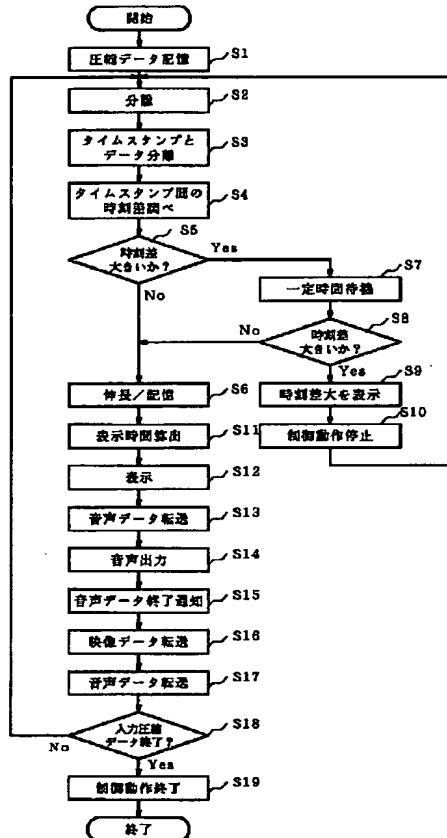 開始
圧縮データ記憶
S1
分離
S2
タイムスタンプと
データ分離
S3
タイムスタンプ間の
時刻差調べ
S4
S5
時刻差
大きいか?
Yes
No
S7
一定時間待機
S8
時刻差
大きいか?
No
Yes
S9
時刻差大を表示
S10
制御動作停止
伸長/記憶
S6
表示時間算出
S11
表示
S12
音声データ転送
S13
音声出力
S14
音声データ終了通知
S15
映像データ転送
S16
音声データ転送
S17
入力圧縮
データ終了?
S18
No
Yes
制御動作終了
S19
終了